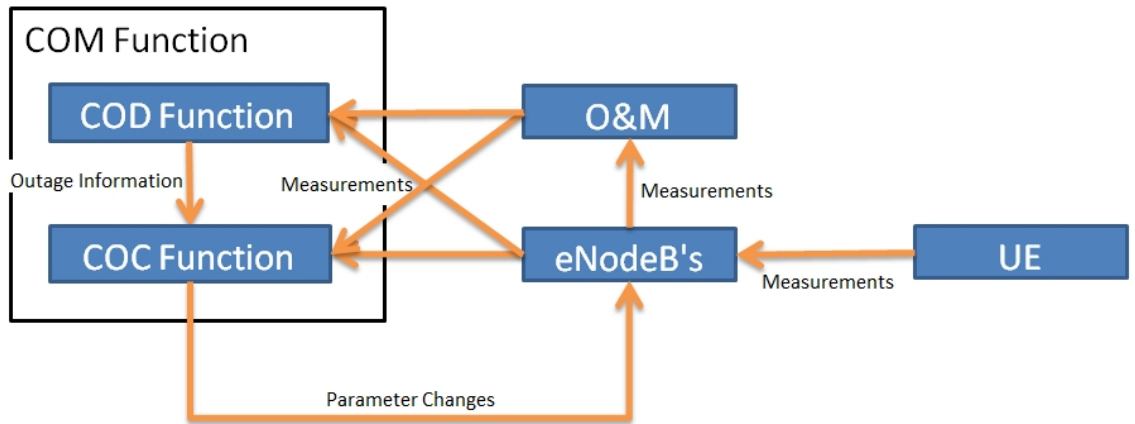 COM Function
COD Function
O&M
Outage Information
Measurements
Measurements
COC Function
eNodeB's
UE
Measurements
Parameter Changes